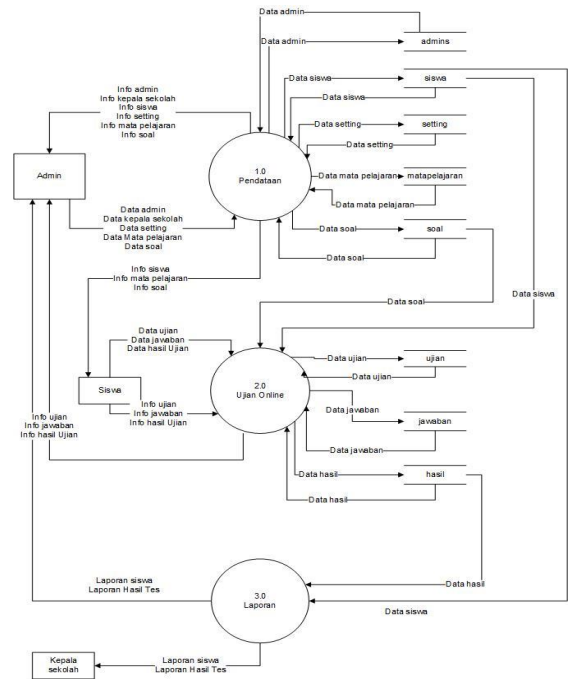 Data admin
Data admin
admins
Data siswa
siswa
Data siswa
Info admin
Info kepala sekolah
Info siswa
Info setting
Info mata pelajaran
Info soal
Data setting
setting
Data setting
Admin
1.0
Pendataan
Data mata pelajaran
matapelajaran
Data mata pelajaran
Data admin
Data kepala sekolah
Data setting
Data Mata pelajaran
Data soal
Data soal
soal
Data soal
Info siswa
Info mata pelajaran
Info soal
Data siswa
Data soal
Data ujian
Data jawaban
Data hasil Ujian
Data ujian
ujian
Data ujian
Siswa
2.0
Ujian Online
Info ujian
Info jawaban
Info hasil Ujian
Info ujian
Info jawaban
Info hasil Ujian
Data jawaban
jawaban
Data jawaban
Data hasil
hasil
Data hasil
Laporan siswa
Laporan Hasil Tes
3.0
Laporan
Data hasil
Data siswa
Kepala
sekolah
Laporan siswa
Laporan Hasil Tes